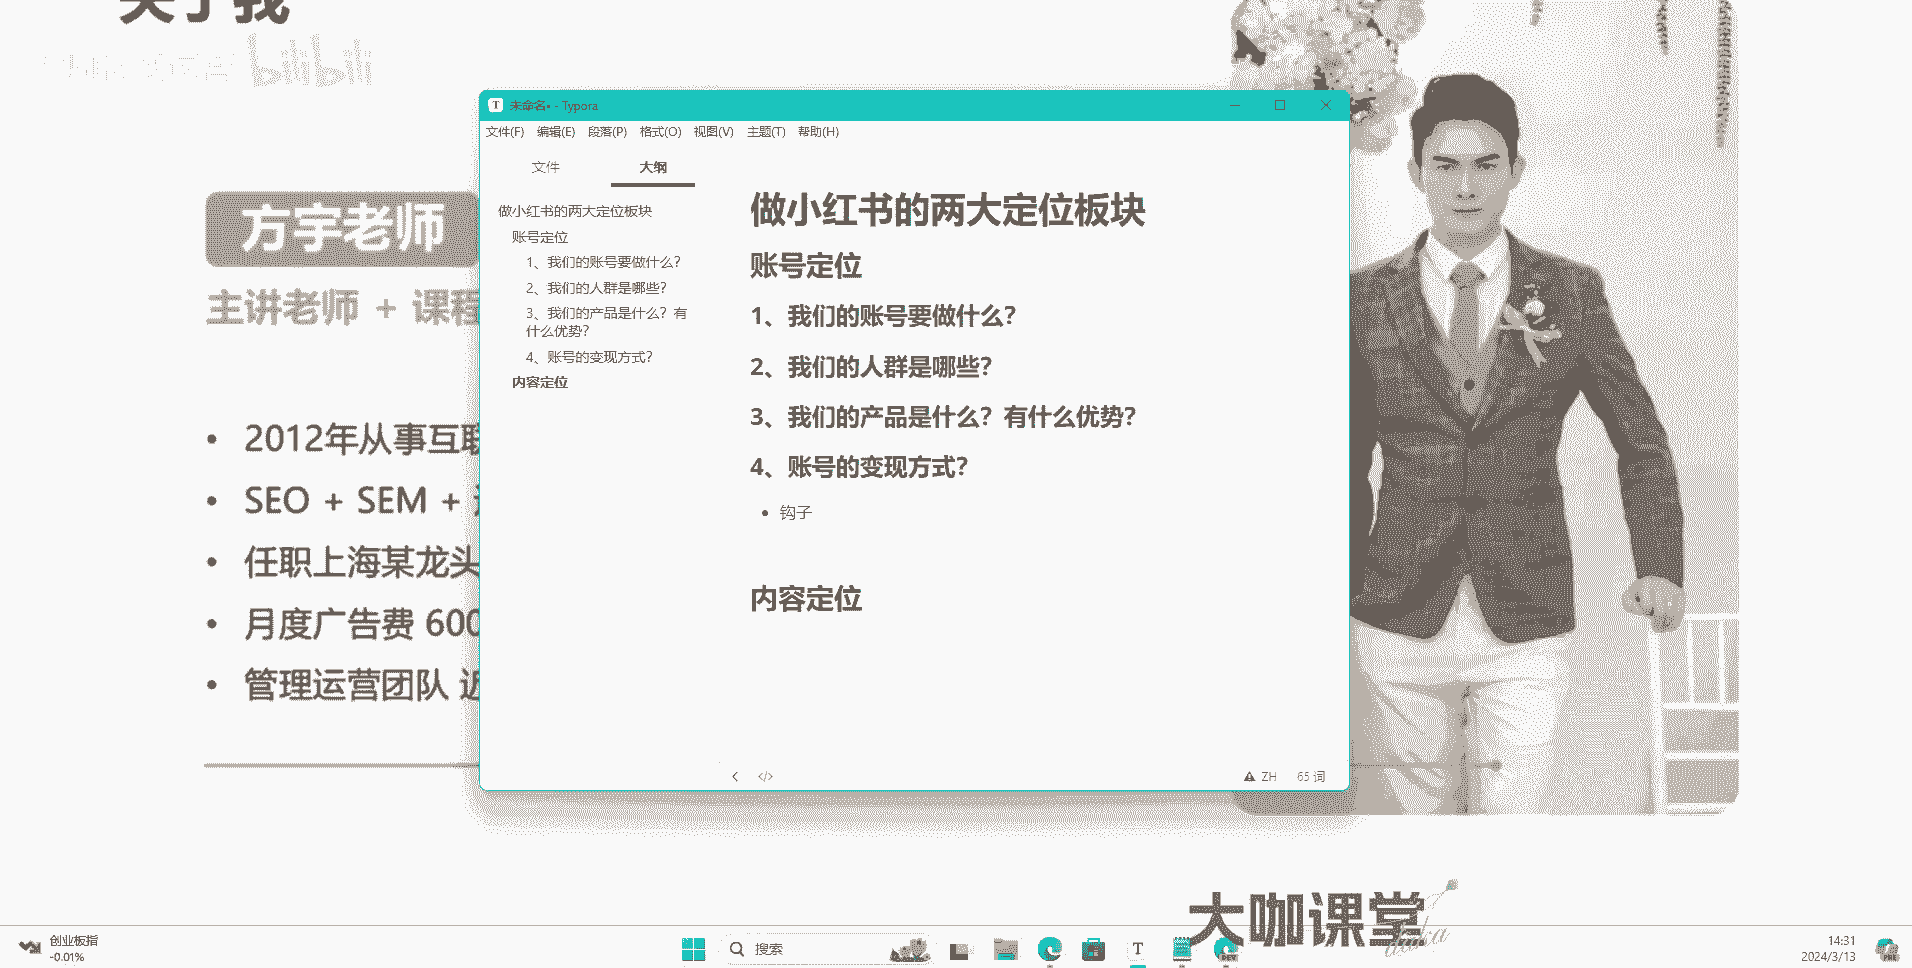 关于我
bilibili
方宇老师
主讲老师 + 课程
2012年从事互联
SEO + SEM +
任职上海某龙头
月度广告费 600
管理运营团队 近
未命名• - Typora
文件(F) 编辑(E) 段落(P) 格式(O) 视图(V) 主题(T) 帮助(H)
文件 大纲
做小红书的两大定位板块
账号定位
1、我们的账号要做什么？
2、我们的人群是哪些？
3、我们的产品是什么？有
什么优势？
4、账号的变现方式？
内容定位
做小红书的两大定位板块
账号定位
1、我们的账号要做什么？
2、我们的人群是哪些？
3、我们的产品是什么？有什么优势？
4、账号的变现方式？
钩子
内容定位
ZH 65 词
大咖课堂
daka
创业板指
-0.01%
搜索
DEV
14:31
2024/3/13
PRE